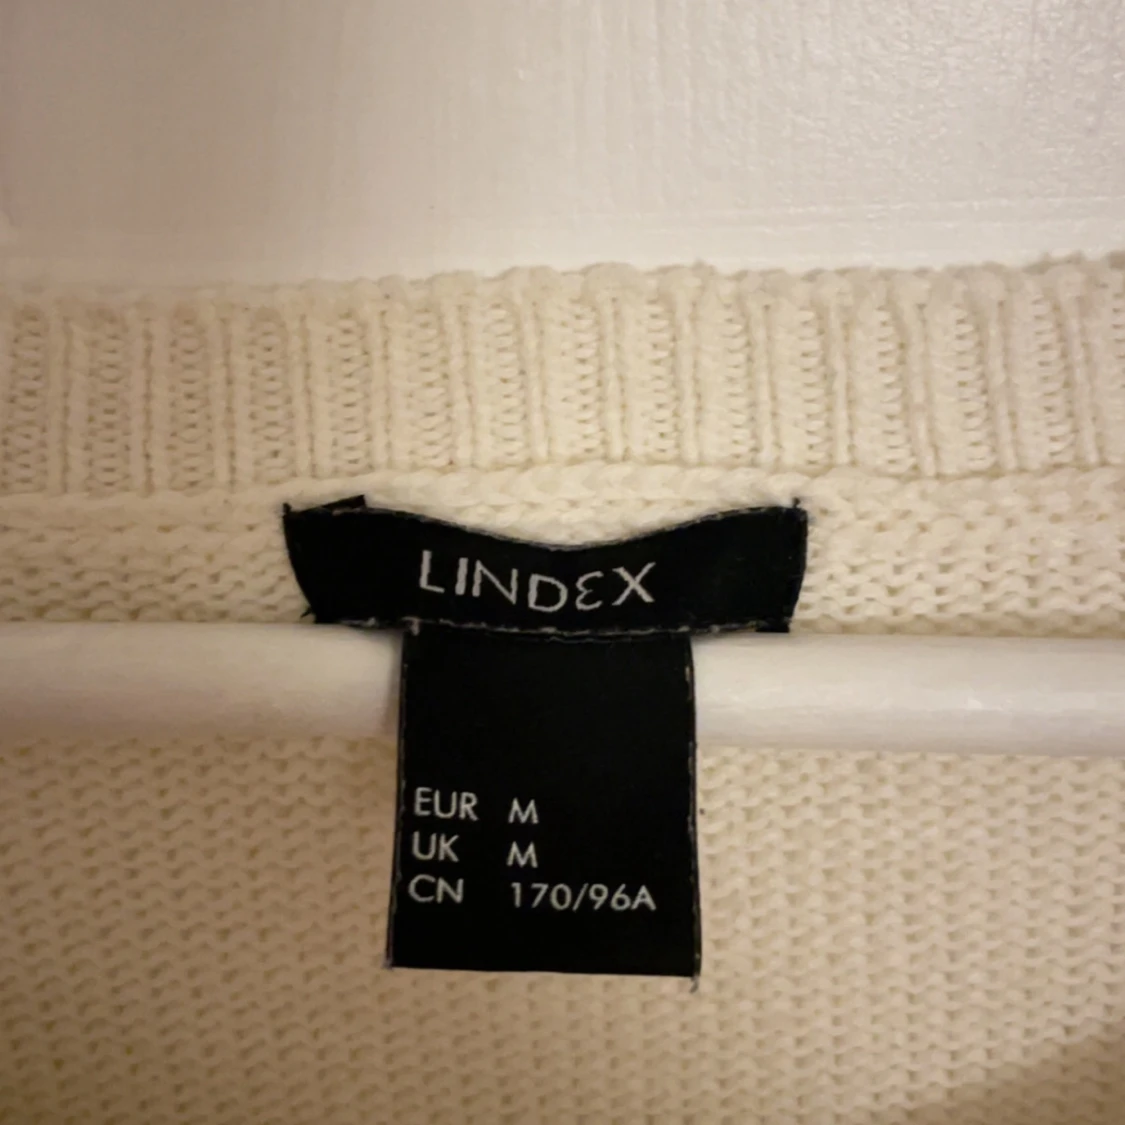 LINDEX
EUR M
UK M
CN 170/96A